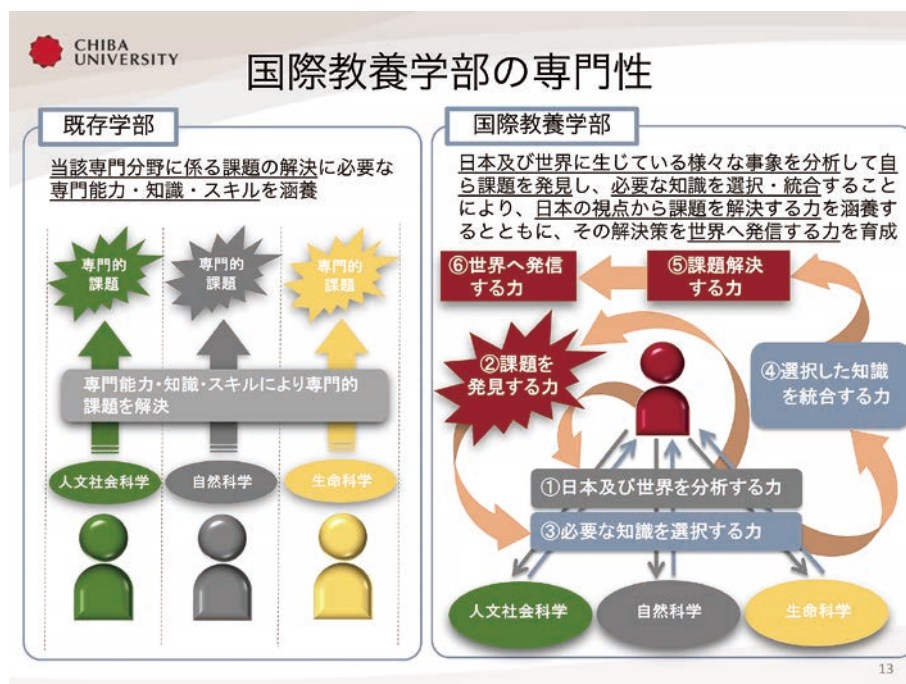 CHIBA
UNIVERSITY
国際教養学部の専門性
既存学部
当該専門分野に係る課題の解決に必要な
専門能力・知識・スキルを涵養
専門的
課題
専門的
課題
専門的
課題
専門能力・知識・スキルにより専門的
課題を解決
人文社会科学
自然科学
生命科学
国際教養学部
日本及び世界に生じている様々な事象を分析して自
ら課題を発見し、必要な知識を選択・統合すること
により、日本の視点から課題を解決する力を涵養す
るとともに、その解決策を世界へ発信する力を育成
⑥世界へ発信
する力
⑤課題解決
する力
②課題を
発見する力
④選択した知識
を統合する力
①日本及び世界を分析する力
③必要な知識を選択する力
人文社会科学
自然科学
生命科学
13